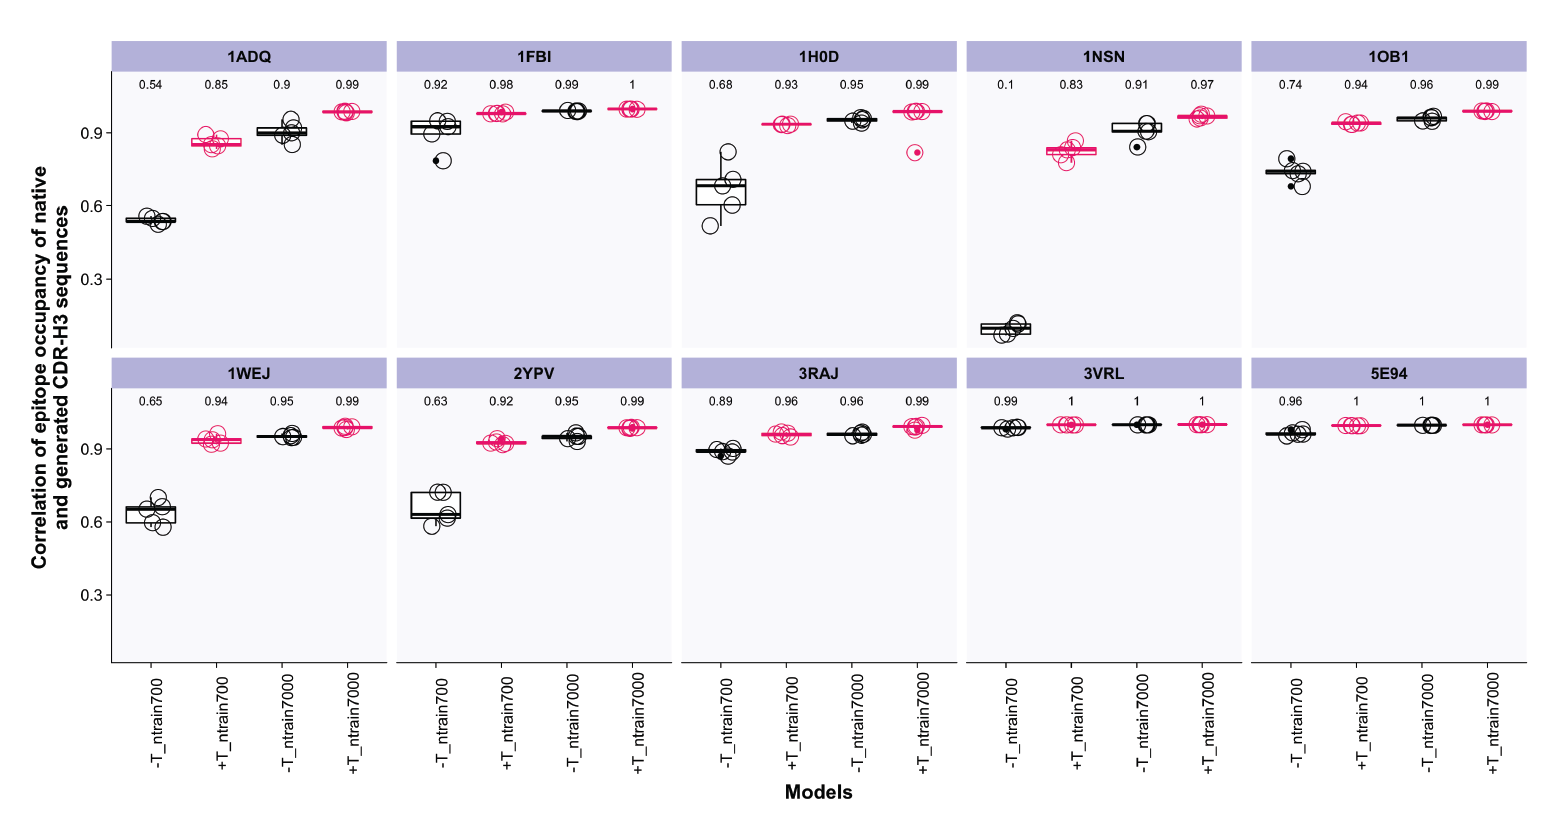 Correlation of epitope occupancy of native
and generated CDR-H3 sequences
1ADQ 1FBI 1H0D 1NSN 1OB1
0.54 0.85 0.9 0.99 0.92 0.98 0.99 1 0.68 0.93 0.95 0.99 0.1 0.83 0.91 0.97 0.74 0.94 0.96 0.99
0.9
0.6
0.3
1WEJ 2YPV 3RAJ 3VRL 5E94
0.65 0.94 0.95 0.99 0.63 0.92 0.95 0.99 0.89 0.96 0.96 0.99 0.99 1 1 1 0.96 1 1 1
0.9
0.6
0.3
-T_ntrain700 +T_ntrain700 -T_ntrain7000 +T_ntrain7000 -T_ntrain700 +T_ntrain700 -T_ntrain7000 +T_ntrain7000 -T_ntrain700 +T_ntrain700 -T_ntrain7000 +T_ntrain7000 -T_ntrain700 +T_ntrain700 -T_ntrain7000 +T_ntrain7000 -T_ntrain700 +T_ntrain700 -T_ntrain7000 +T_ntrain7000
Models